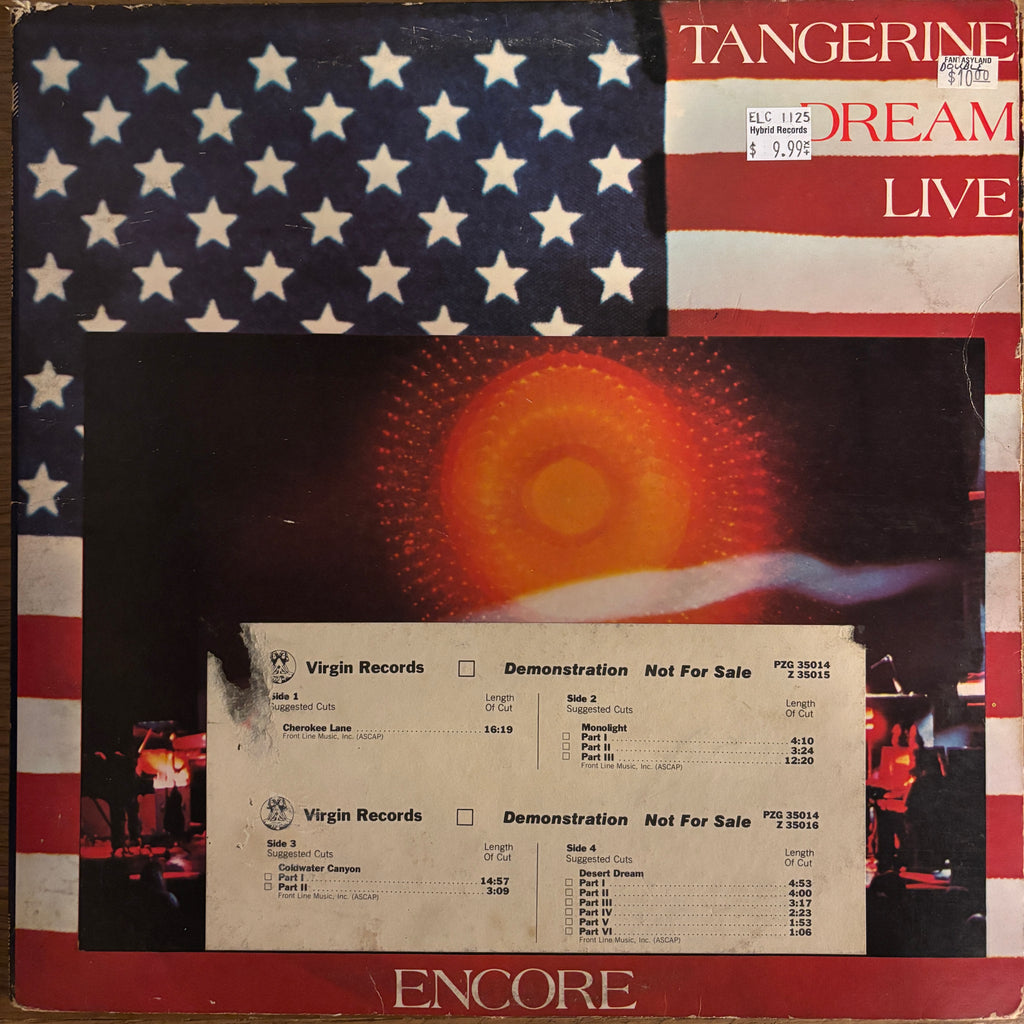 TANGERINE
FANTASYLAND
DOUBLE
$10.00
DREAM
ELC 1125
Hybrid Records
$ 9.99
LIVE
Virgin Records
Demonstration Not For Sale
PZG 35014
Z 35015
Side 1
Suggested Cuts
Length
Of Cut
Cherokee Lane 16:19
Front Line Music, Inc. (ASCAP)
Side 2
Suggested Cuts
Length
Of Cut
Monolight
Part I 4:10
Part II 3:24
Part III 12:20
Front Line Music, Inc. (ASCAP)
Virgin Records
Demonstration Not For Sale
PZG 35014
Z 35016
Side 3
Suggested Cuts
Length
Of Cut
Coldwater Canyon
Part I 14:57
Part II 3:09
Front Line Music, Inc. (ASCAP)
Side 4
Suggested Cuts
Length
Of Cut
Desert Dream
Part I 4:53
Part II 4:00
Part III 3:17
Part IV 2:23
Part V 1:53
Part VI 1:06
Front Line Music, Inc. (ASCAP)
ENCORE